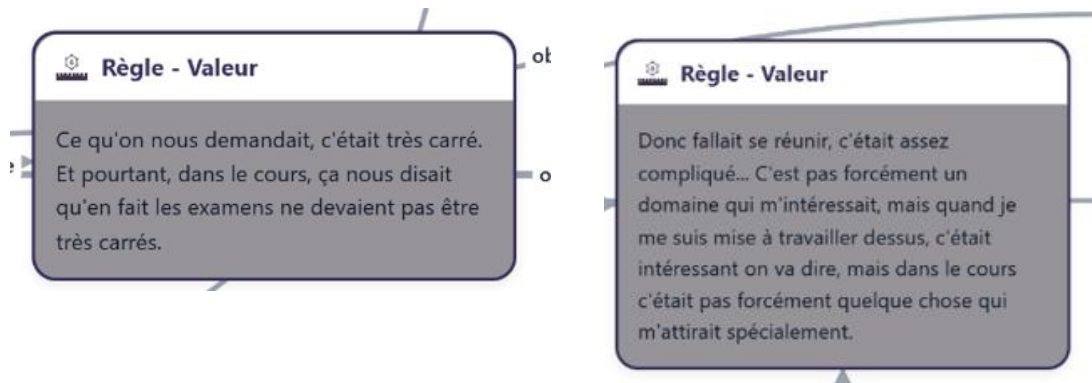 Règle - Valeur
Ce qu'on nous demandait, c'était très carré.
Et pourtant, dans le cours, ça nous disait
qu'en fait les examens ne devaient pas être
très carrés.
Règle - Valeur
Donc fallait se réunir, c'était assez
compliqué... C'est pas forcément un
domaine qui m'intéressait, mais quand je
me suis mise à travailler dessus, c'était
intéressant on va dire, mais dans le cours
c'était pas forcément quelque chose qui
m'attirait spécialement.